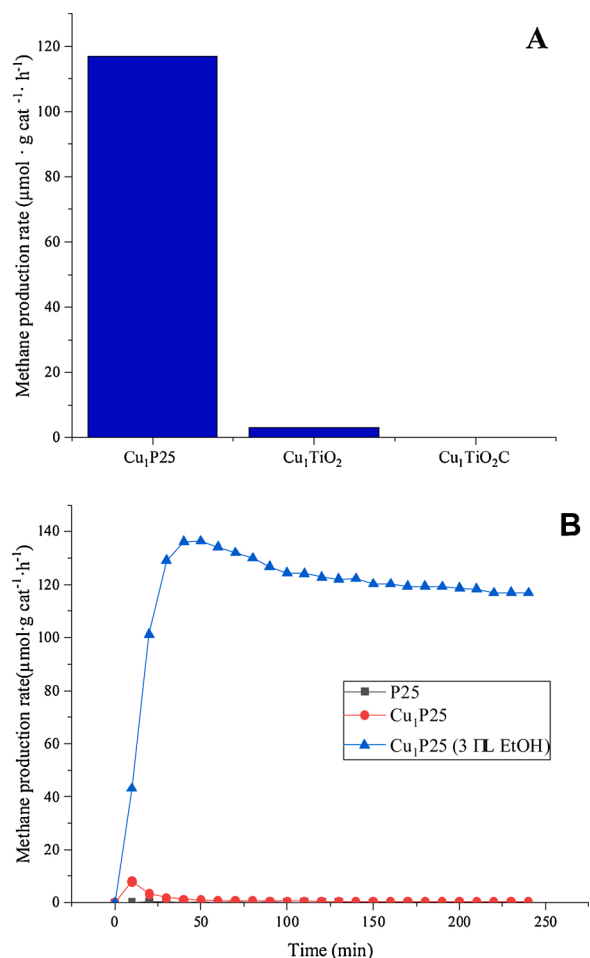 A
Methane production rate (μmol · g cat ⁻¹· h⁻¹)
120
100
80
60
40
20
0
Cu₁P25
Cu₁TiO₂
Cu₁TiO₂C
B
Methane production rate(μmol·g cat⁻¹·h⁻¹)
140
120
100
80
60
40
20
0
P25
Cu₁P25
Cu₁P25 (3 ΠL EtOH)
0
50
100
150
200
250
Time (min)